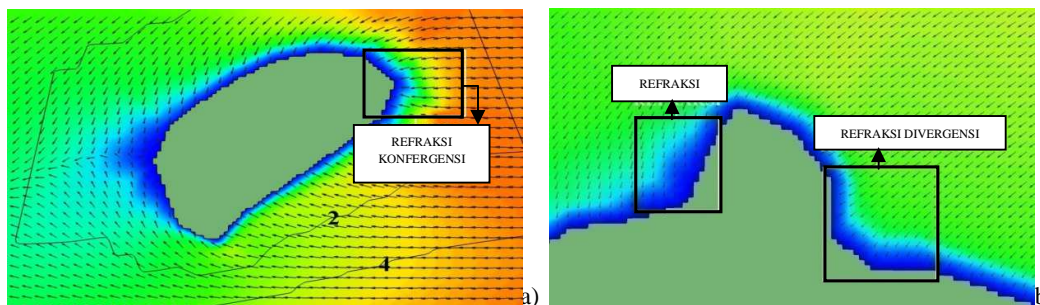 REFRAKSI
KONFERGENSI
2
4
a)
REFRAKSI
REFRAKSI DIVERGENSI
b